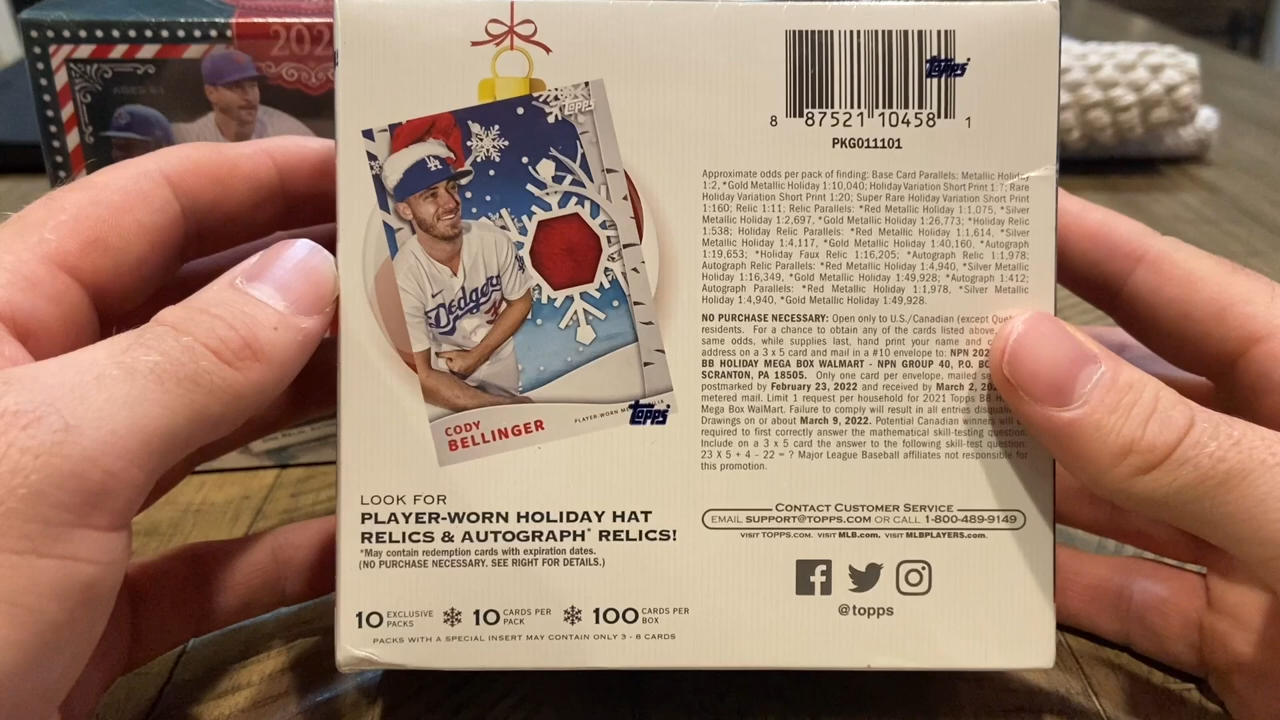 202
AGES 6+
TOPPS
LA
Dodgers
PLAYER-WORN
Topps
CODY
BELLINGER
LOOK FOR
PLAYER-WORN HOLIDAY HAT
RELICS & AUTOGRAPH* RELICS!
*May contain redemption cards with expiration dates.
(NO PURCHASE NECESSARY. SEE RIGHT FOR DETAILS.)
10 EXCLUSIVE PACKS 10 CARDS PER PACK 100 CARDS PER BOX
PACKS WITH A SPECIAL INSERT MAY CONTAIN ONLY 3 - 8 CARDS
Topps
8 87521 10458 1
PKG011101
Approximate odds per pack of finding: Base Card Parallels: Metallic Holiday
1:2, *Gold Metallic Holiday 1:10,040; Holiday Variation Short Print 1:7; Rare
Holiday Variation Short Print 1:20; Super Rare Holiday Variation Short Print
1:160; Relic 1:11; Relic Parallels: *Red Metallic Holiday 1:1,075, *Silver
Metallic Holiday 1:2,697, *Gold Metallic Holiday 1:26,773; *Holiday Relic
1:538; Holiday Relic Parallels: *Red Metallic Holiday 1:1,614, *Silver
Metallic Holiday 1:4,117, *Gold Metallic Holiday 1:40,160, *Autograph
1:19,653; *Holiday Faux Relic 1:16,205; *Autograph Relic 1:1,978;
Autograph Relic Parallels: *Red Metallic Holiday 1:4,940, *Silver Metallic
Holiday 1:16,349, *Gold Metallic Holiday 1:49,928; *Autograph 1:412;
Autograph Parallels: *Red Metallic Holiday 1:1,978, *Silver Metallic
Holiday 1:4,940, *Gold Metallic Holiday 1:49,928.
NO PURCHASE NECESSARY: Open only to U.S./Canadian (except
residents. For a chance to obtain any of the cards listed above,
same odds, while supplies last, hand print your name and
address on a 3 x 5 card and mail in a #10 envelope to: NPN 202
BB HOLIDAY MEGA BOX WALMART - NPN GROUP 40, P.O.
SCRANTON, PA 18505. Only one card per envelope, mailed
postmarked by February 23, 2022 and received by March 2,
metered mail. Limit 1 request per household for 2021 Topps BB
Mega Box WalMart. Failure to comply will result in all entries
Drawings on or about March 9, 2022. Potential Canadian winners will
required to first correctly answer the mathematical skill-testing question.
Include on a 3 x 5 card the answer to the following skill-test question:
23 X 5 + 4 - 22 = ? Major League Baseball affiliates not responsible for
this promotion.
CONTACT CUSTOMER SERVICE
EMAIL SUPPORT@TOPPS.COM OR CALL 1-800-489-9149
VISIT TOPPS.COM. VISIT MLB.com. VISIT MLBPLAYERS.com.
@topps